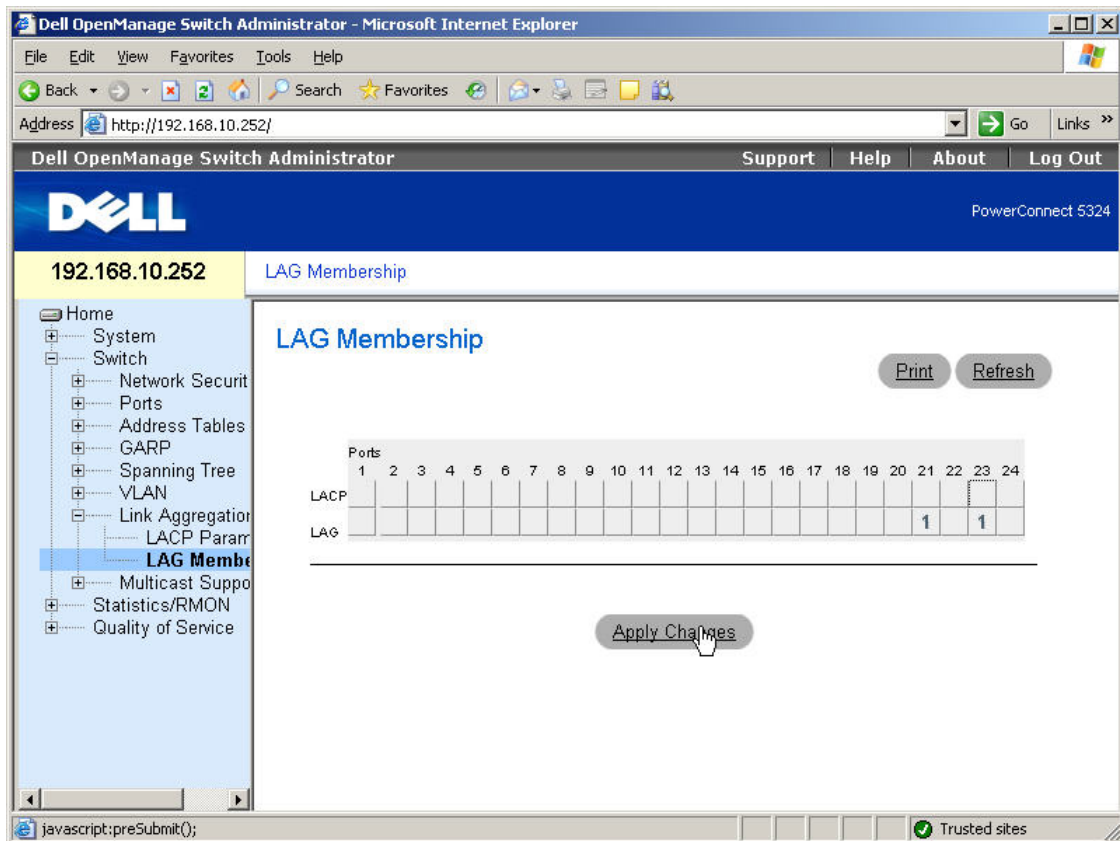 Dell OpenManage Switch Administrator - Microsoft Internet Explorer
File Edit View Favorites Tools Help
Back Search Favorites
Address http://192.168.10.252/ Go Links »
Dell OpenManage Switch Administrator Support Help About Log Out
DELL PowerConnect 5324
192.168.10.252 LAG Membership
Home
System
Switch
Network Securit
Ports
Address Tables
GARP
Spanning Tree
VLAN
Link Aggregation
LACP Param
LAG Membe
Multicast Suppo
Statistics/RMON
Quality of Service
LAG Membership
Print Refresh
Ports
1 2 3 4 5 6 7 8 9 10 11 12 13 14 15 16 17 18 19 20 21 22 23 24
LACP
LAG 1 1
Apply Changes
javascript:preSubmit(); Trusted sites